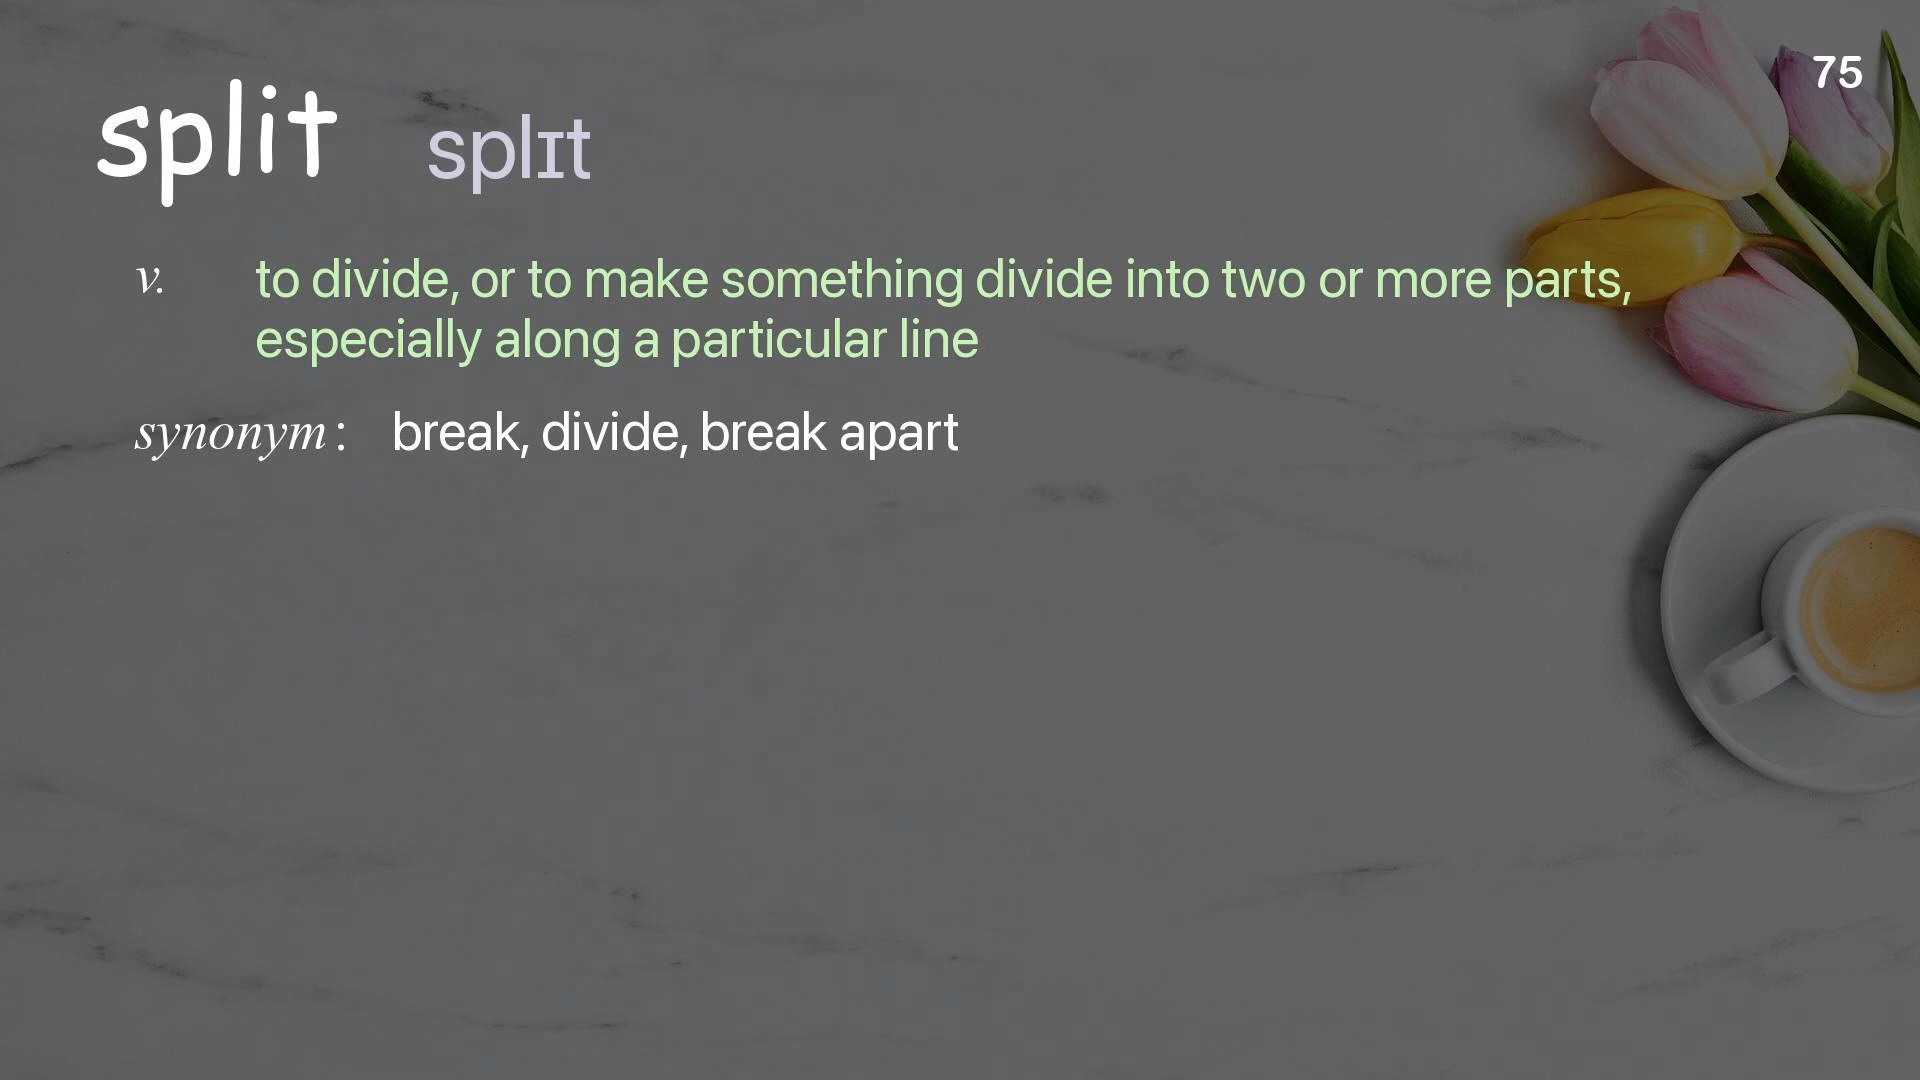 75
split splɪt
v. to divide, or to make something divide into two or more parts,
especially along a particular line
synonym : break, divide, break apart